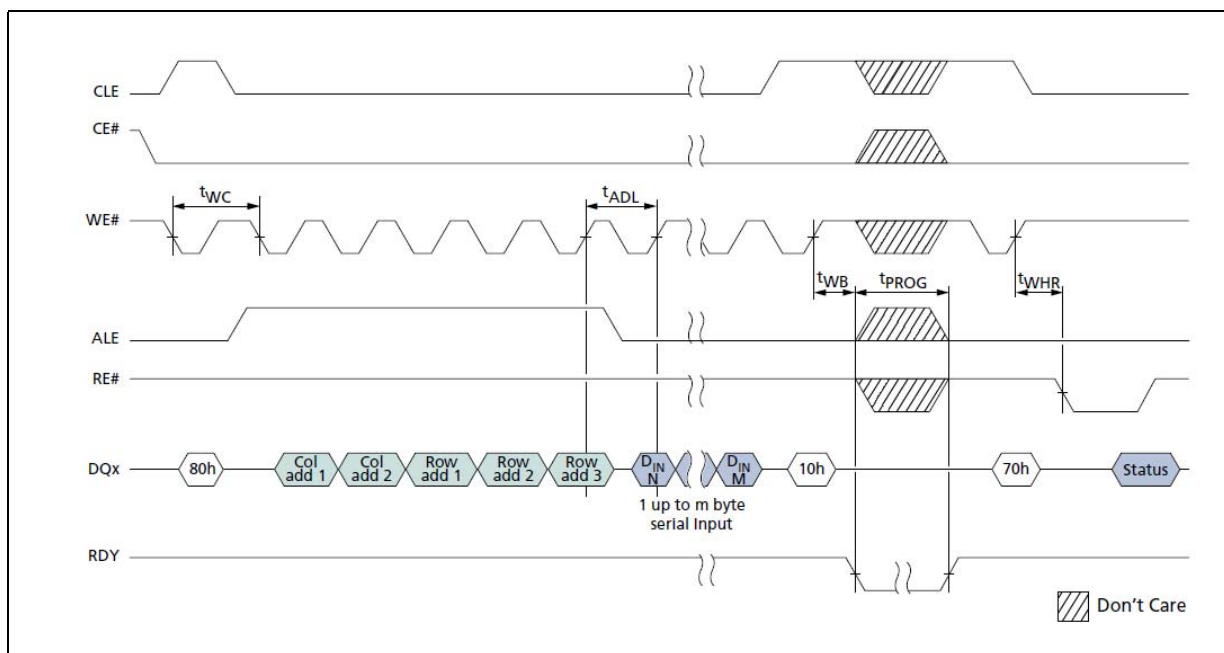 CLE
CE#
tWC
tADL
WE#
tWB
tPROG
tWHR
ALE
RE#
DQx
80h
Col add 1
Col add 2
Row add 1
Row add 2
Row add 3
DIN N
DIN M
10h
70h
Status
1 up to m byte
serial Input
RDY
Don't Care